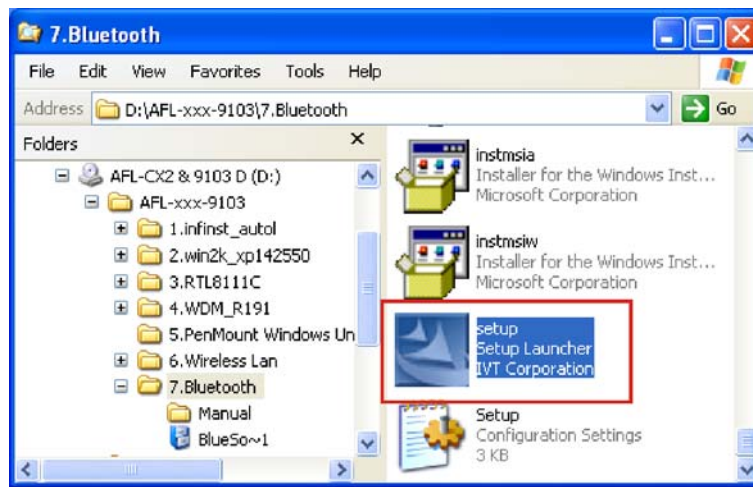 7.Bluetooth
File Edit View Favorites Tools Help
Address D:\AFL-xxx-9103\7.Bluetooth Go
Folders
AFL-CX2 & 9103 D (D:)
AFL-xxx-9103
1.infinst_autol
2.win2k_xp142550
3.RTL8111C
4.WDM_R191
5.PenMount Windows Un
6.Wireless Lan
7.Bluetooth
Manual
BlueSo~1
instmsia
Installer for the Windows Inst...
Microsoft Corporation
instmsiw
Installer for the Windows Inst...
Microsoft Corporation
setup
Setup Launcher
IVT Corporation
Setup
Configuration Settings
3 KB